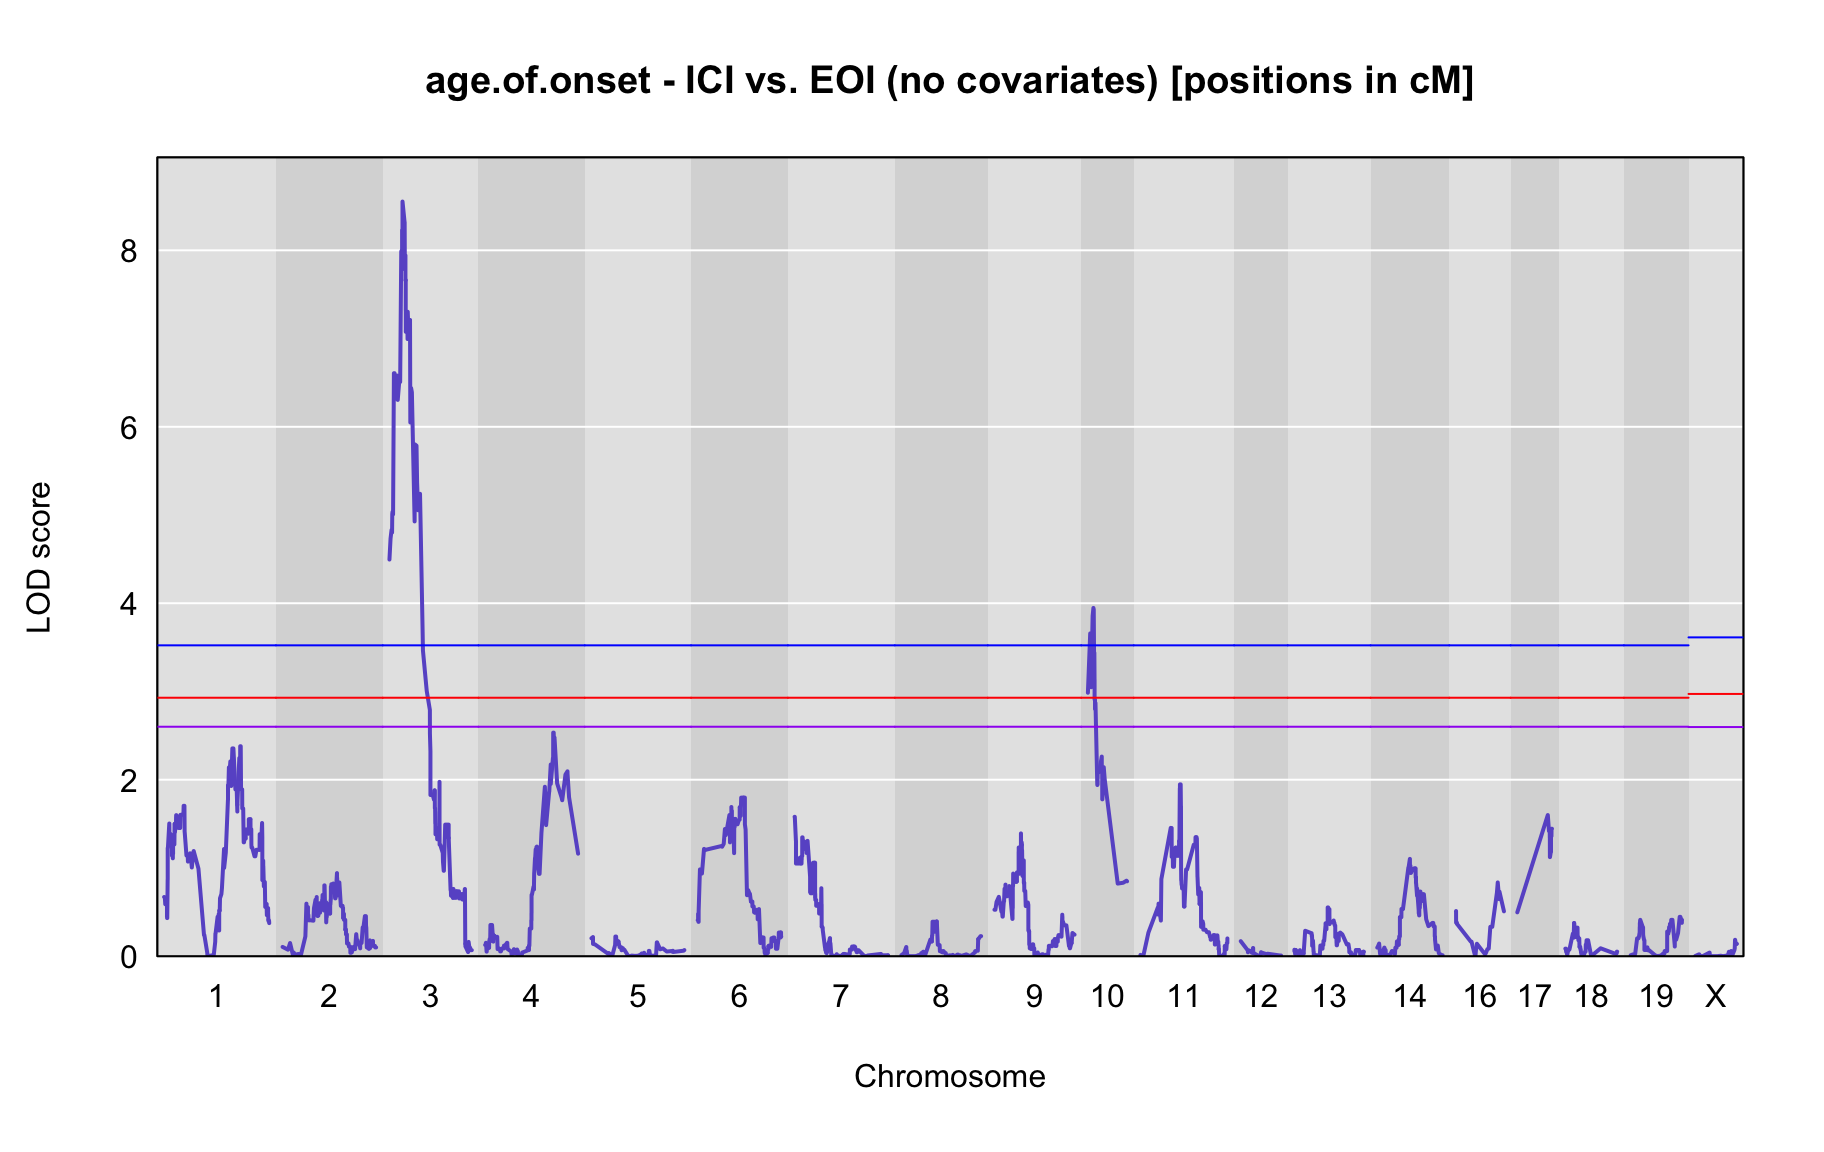 age.of.onset - ICI vs. EOI (no covariates) [positions in cM]
LOD score
8
6
4
2
0
1 2 3 4 5 6 7 8 9 10 11 12 13 14 16 17 18 19 X
Chromosome